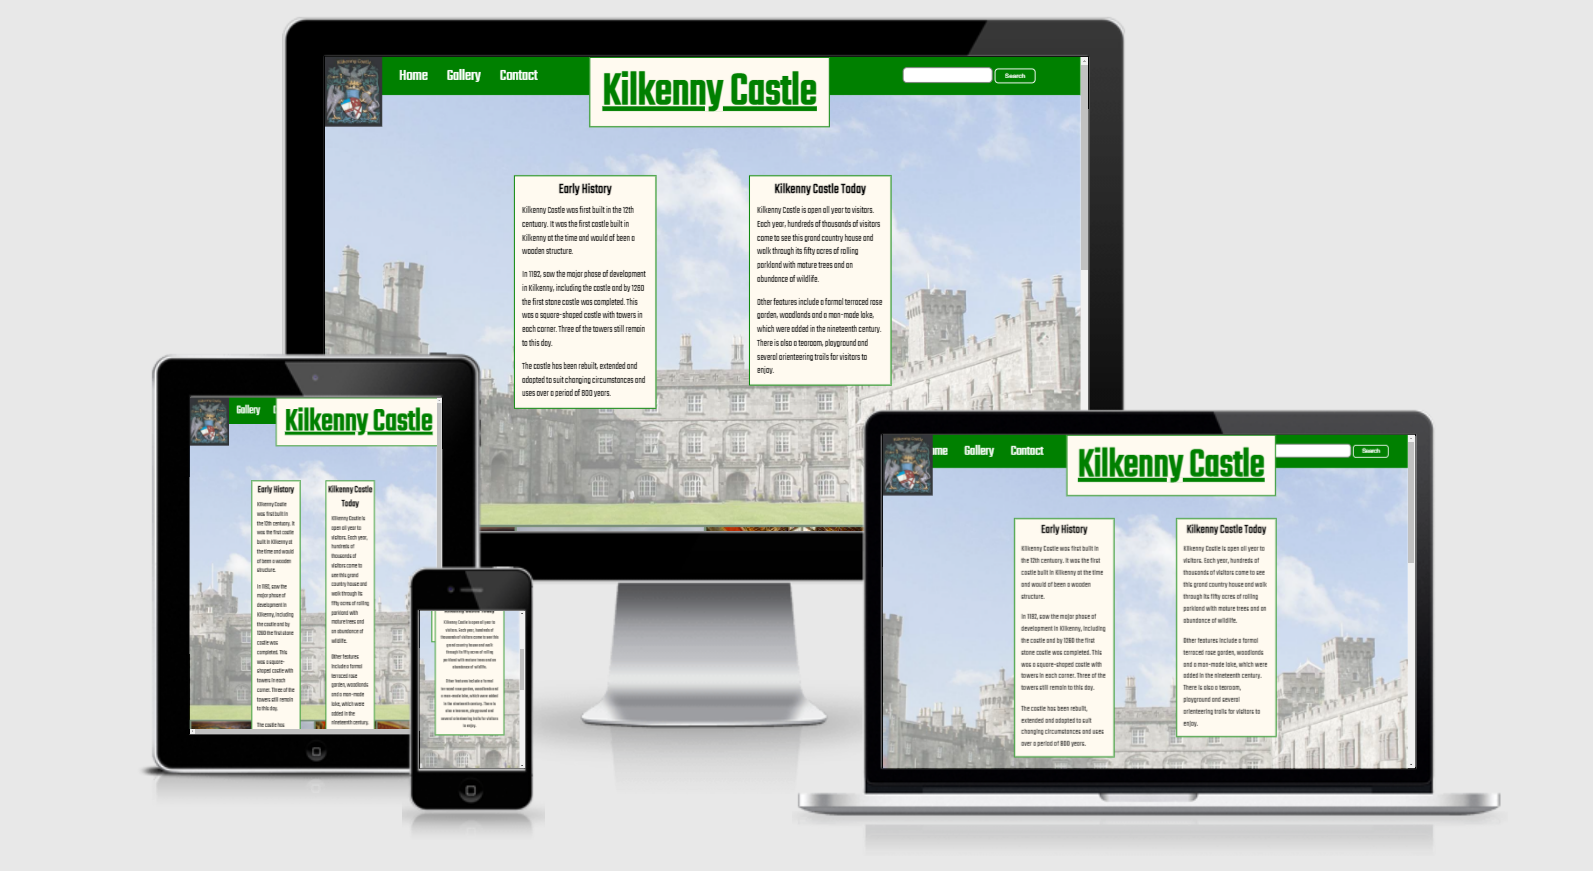 Kilkenny Castle
Home Gallery Contact
Kilkenny Castle
Search
Early History
Kilkenny Castle was first built in the 12th
centuary. It was the first castle built in
Kilkenny at the time and would of been a
wooden structure.
In 1192, saw the major phase of development
in Kilkenny, including the castle and by 1260
the first stone castle was completed. This
was a square-shaped castle with towers in
each corner. Three of the towers still remain
to this day.
The castle has been rebuilt, extended and
adapted to suit changing circumstances and
uses over a period of 800 years.
Kilkenny Castle Today
Kilkenny Castle is open all year to visitors.
Each year, hundreds of thousands of visitors
come to see this grand country house and
walk through its fifty acres of rolling
parkland with mature trees and an
abundance of wildlife.
Other features include a formal terraced rose
garden, woodlands and a man-made lake,
which were added in the nineteenth century.
There is also a tearoom, playground and
several orienteering trails for visitors to
enjoy.
Gallery
Kilkenny Castle
Early History
Kilkenny Castle
was first built in
the 12th centuary. It
was the first castle
built in Kilkenny at
the time and would
of been a wooden
structure.
In 1192, saw the
major phase of
development in
Kilkenny, including
the castle and by
1260 the first stone
castle was
completed. This
was a square-
shaped castle with
towers in each
corner. Three of the
towers still remain
to this day.
The castle has
Kilkenny Castle
Today
Kilkenny Castle is
open all year to
visitors. Each year,
hundreds of
thousands of
visitors come to
see this grand
country house and
walk through its
fifty acres of rolling
parkland with
mature trees and
an abundance of
wildlife.
Other features
include a formal
terraced rose
garden, woodlands
and a man-made
lake, which were
added in the
nineteenth century.
Kilkenny Castle is open all year to
visitors. Each year, hundreds of
thousands of visitors come to see this
grand country house and walk
through its fifty acres of rolling
parkland with mature trees and an
abundance of wildlife.
Other features include a formal
terraced rose garden, woodlands and
a man-made lake, which were added
in the nineteenth century. There is
also a tearoom, playground and
several orienteering trails for visitors
to enjoy.
me Gallery Contact
Kilkenny Castle
Search
Early History
Kilkenny Castle was first built in
the 12th centuary. It was the first
castle built in Kilkenny at the time
and would of been a wooden
structure.
In 1192, saw the major phase of
development in Kilkenny, including
the castle and by 1260 the first
stone castle was completed. This
was a square-shaped castle with
towers in each corner. Three of the
towers still remain to this day.
The castle has been rebuilt,
extended and adapted to suit
changing circumstances and uses
over a period of 800 years.
Kilkenny Castle Today
Kilkenny Castle is open all year to
visitors. Each year, hundreds of
thousands of visitors come to see
this grand country house and walk
through its fifty acres of rolling
parkland with mature trees and an
abundance of wildlife.
Other features include a formal
terraced rose garden, woodlands
and a man-made lake, which were
added in the nineteenth century.
There is also a tearoom,
playground and several
orienteering trails for visitors to
enjoy.